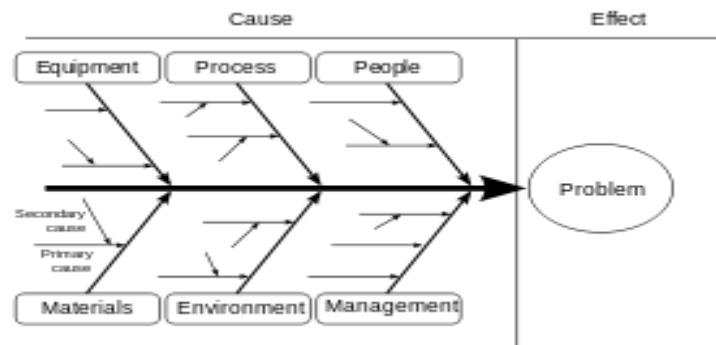 Cause
Effect
Equipment
Process
People
Problem
Secondary
cause
Primary
cause
Materials
Environment
Management